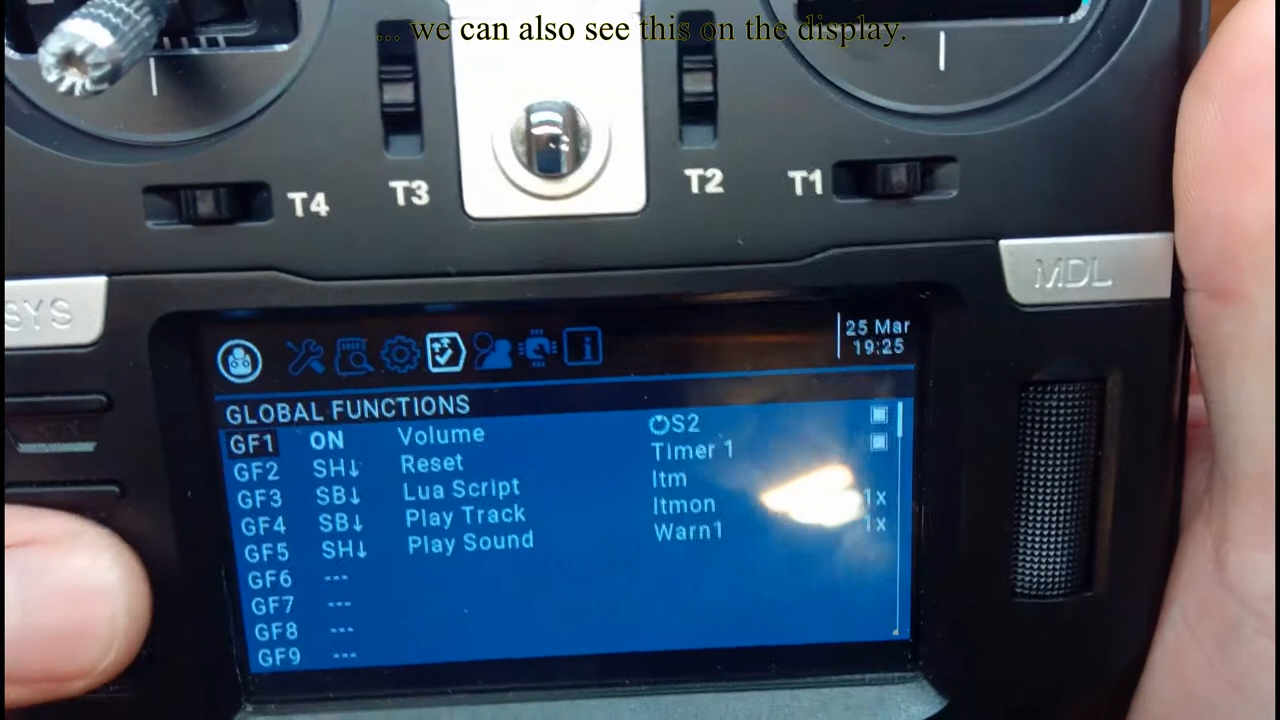 ... we can also see this on the display.
T4
T3
T2
T1
SYS
MDL
25 Mar
19:25
GLOBAL FUNCTIONS
GF1 ON Volume S2
GF2 SH↓ Reset Timer 1
GF3 SB↓ Lua Script Itm
GF4 SB↓ Play Track Itmon 1x
GF5 SH↓ Play Sound Warn1 1x
GF6 ---
GF7 ---
GF8 ---
GF9 ---